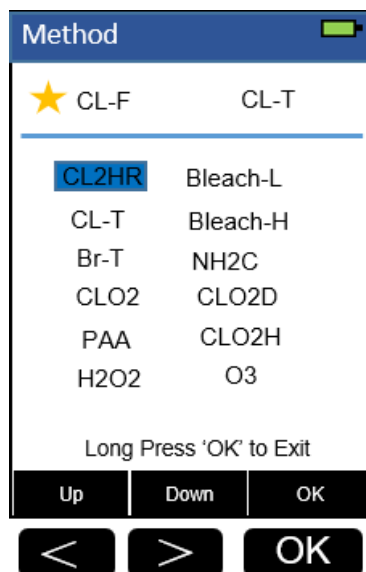 Method
CL-F CL-T
CL2HR Bleach-L
CL-T Bleach-H
Br-T NH2C
CLO2 CLO2D
PAA CLO2H
H2O2 O3
Long Press ‘OK’ to Exit
Up Down OK
< > OK